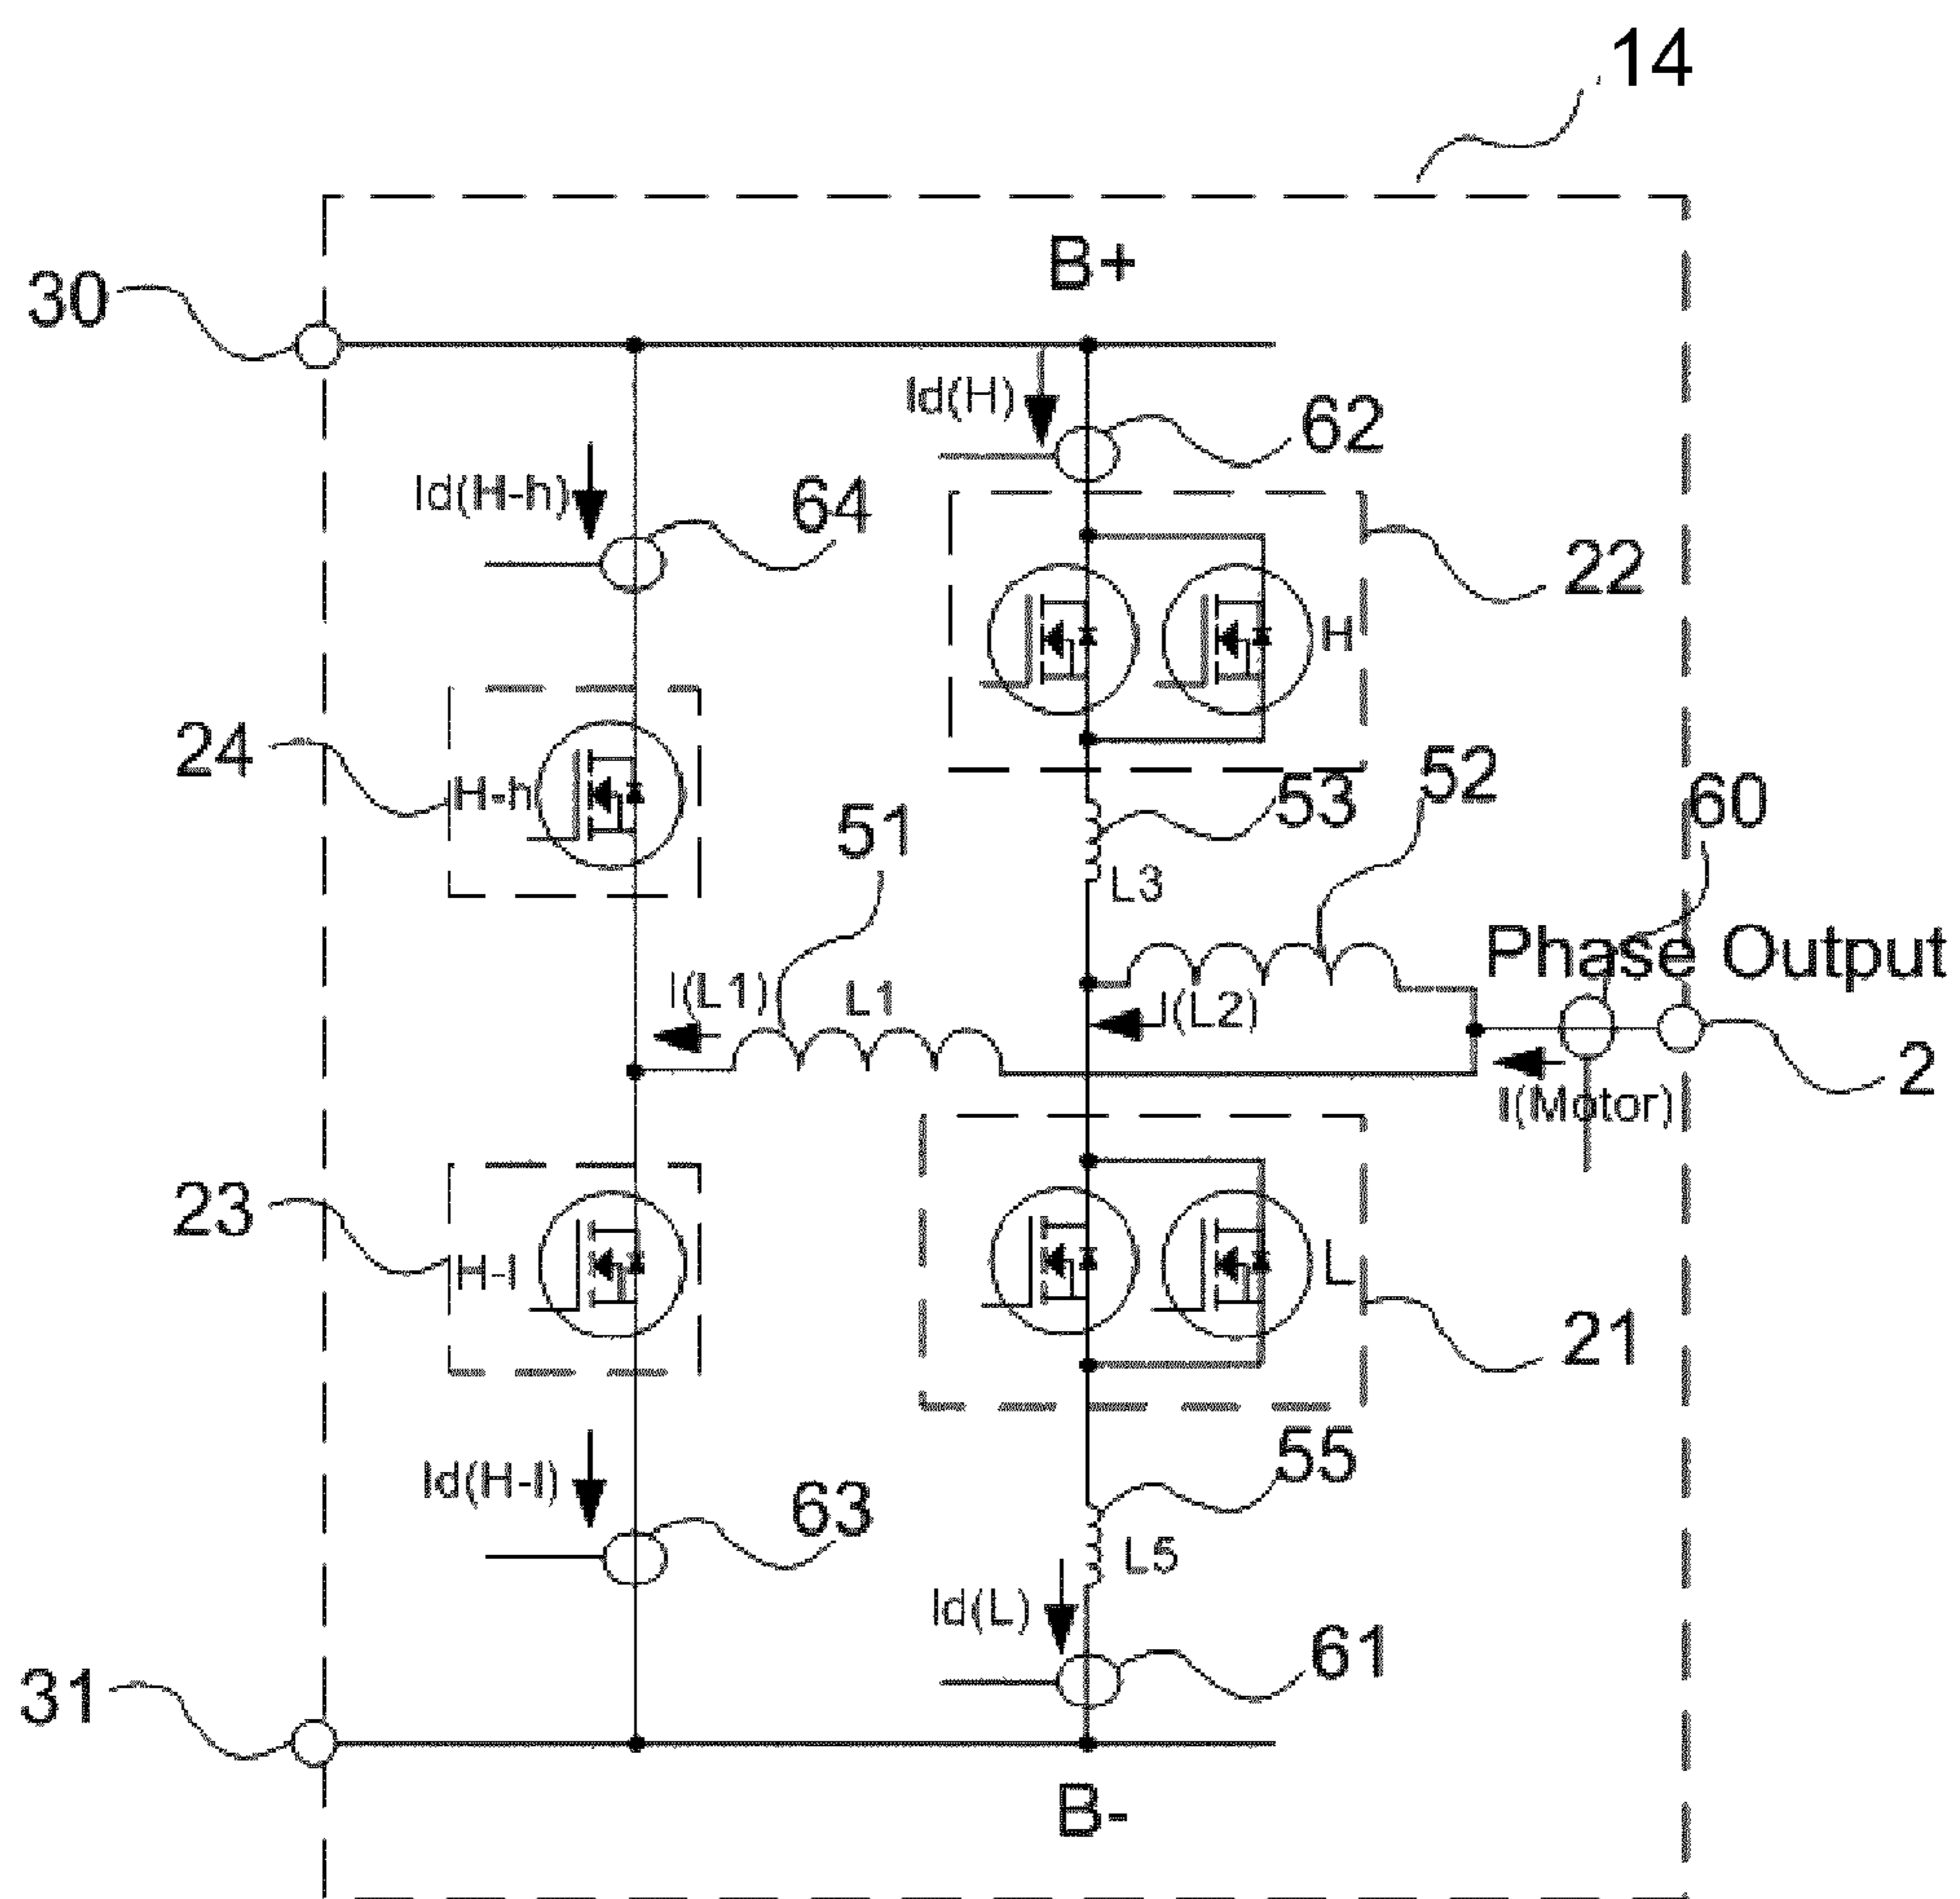 14
B+
30
Id(H)
62
Id(H-h)
64
22
H
24
H-h
53
52
60
51
L3
Phase Output
I(L1)
L1
I(L2)
2
I(Motor)
23
H-l
L
21
Id(H-l)
55
63
L5
Id(L)
61
31
B-